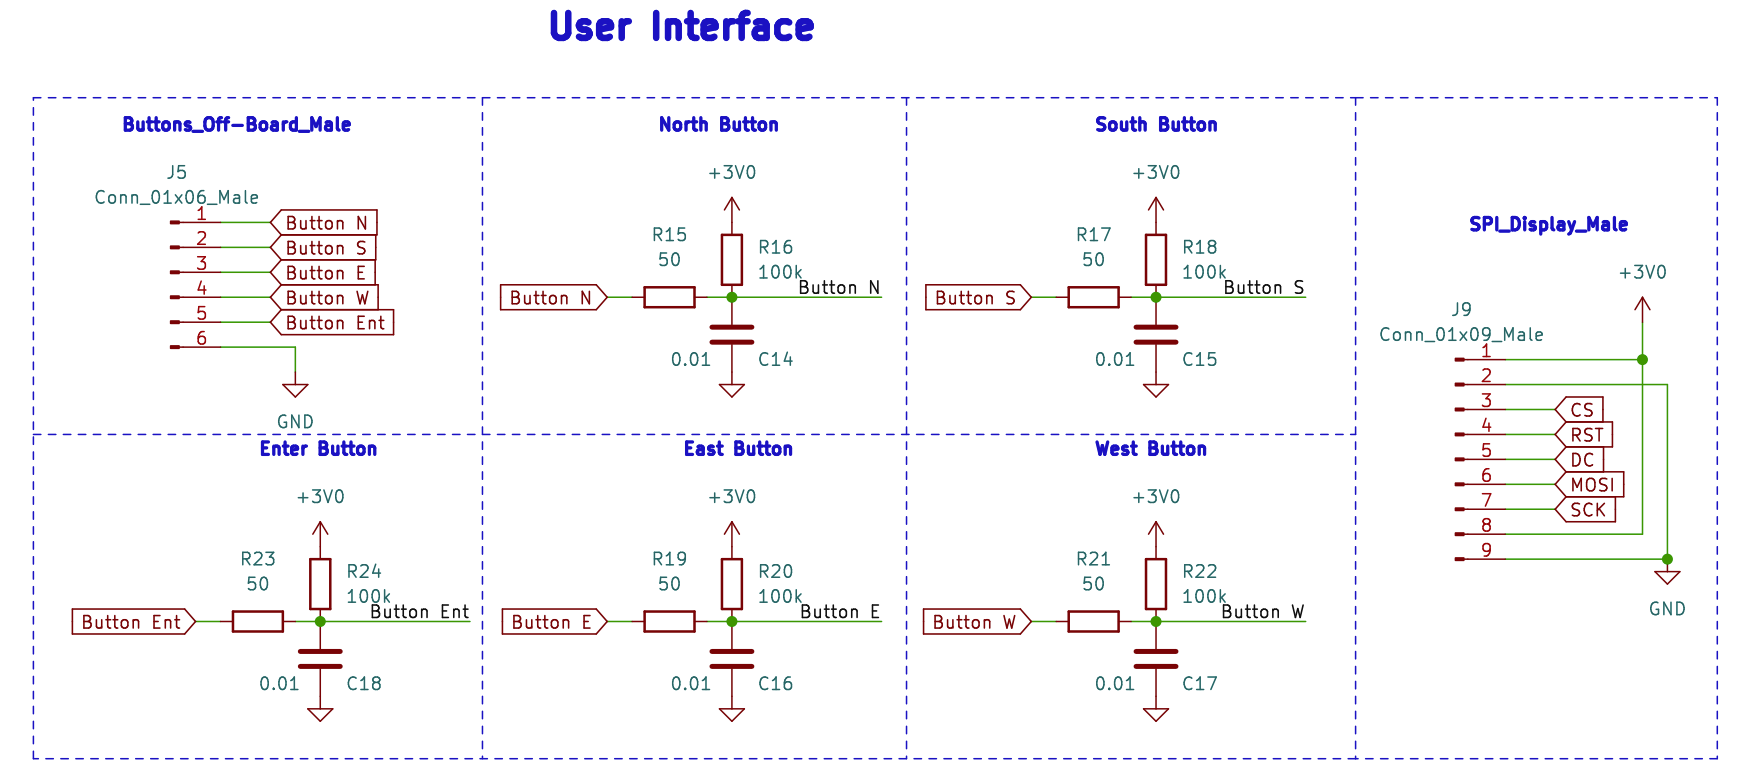 User Interface
Buttons_Off-Board_Male
J5
Conn_01x06_Male
1 Button N
2 Button S
3 Button E
4 Button W
5 Button Ent
6
GND
North Button
+3V0
R15
50
R16
100k
Button N
Button N
0.01
C14
South Button
+3V0
R17
50
R18
100k
Button S
Button S
0.01
C15
SPI_Display_Male
+3V0
J9
Conn_01x09_Male
1
2
3 CS
4 RST
5 DC
6 MOSI
7 SCK
8
9
GND
Enter Button
+3V0
R23
50
R24
100k
Button Ent
Button Ent
0.01
C18
East Button
+3V0
R19
50
R20
100k
Button E
Button E
0.01
C16
West Button
+3V0
R21
50
R22
100k
Button W
Button W
0.01
C17